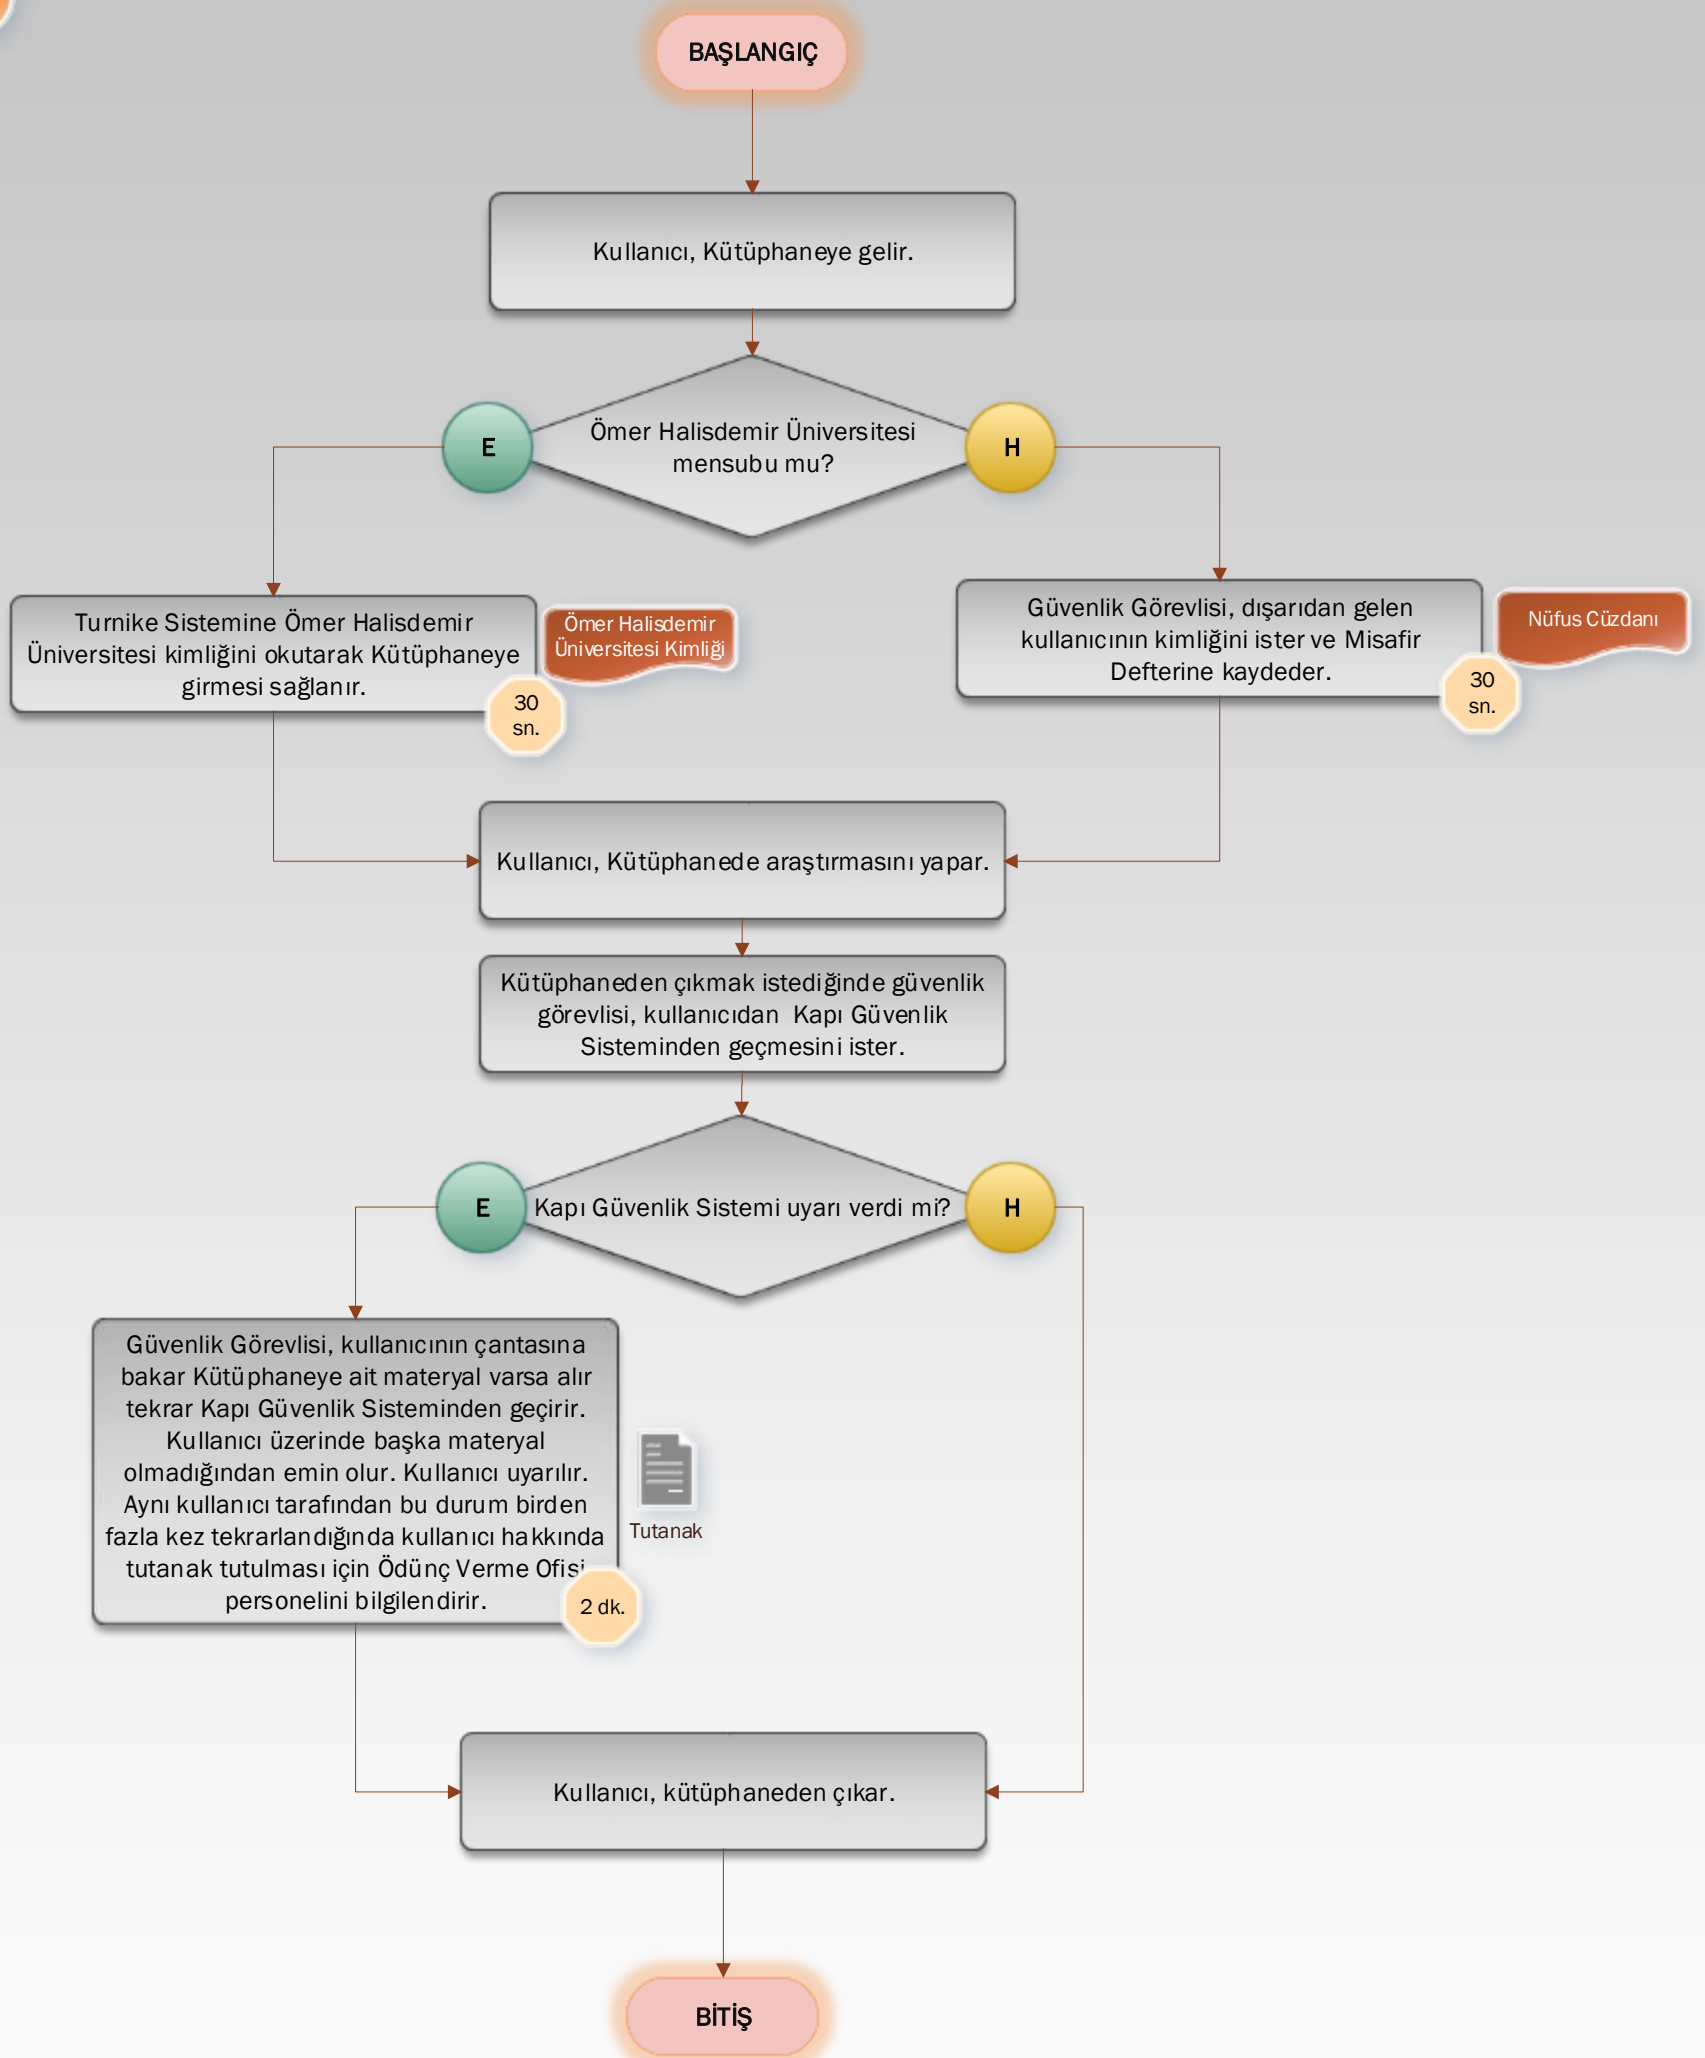 BAŞLANGIÇ
Kullanıcı, Kütüphaneye gelir.
Ömer Halisdemir Üniversitesi
mensubu mu?
E
H
Turnike Sistemine Ömer Halisdemir
Üniversitesi kimliğini okutarak Kütüphaneye
girmesi sağlanır.
Ömer Halisdemir
Üniversitesi Kimliği
30
sn.
Güvenlik Görevlisi, dışarıdan gelen
kullanıcının kimliğini ister ve Misafir
Defterine kaydeder.
Nüfus Cüzdanı
30
sn.
Kullanıcı, Kütüphanede araştırmasını yapar.
Kütüphaneden çıkmak istediğinde güvenlik
görevlisi, kullanıcıdan Kapı Güvenlik
Sisteminden geçmesini ister.
E
Kapı Güvenlik Sistemi uyarı verdi mi?
H
Güvenlik Görevlisi, kullanıcının çantasına
bakar Kütüphaneye ait materyal varsa alır
tekrar Kapı Güvenlik Sisteminden geçirir.
Kullanıcı üzerinde başka materyal
olmadığından emin olur. Kullanıcı uyarılır.
Aynı kullanıcı tarafından bu durum birden
fazla kez tekrarlandığında kullanıcı hakkında
tutanak tutulması için Ödünç Verme Ofisi
personelini bilgilendirir.
Tutanak
2 dk.
Kullanıcı, kütüphaneden çıkar.
BİTİŞ